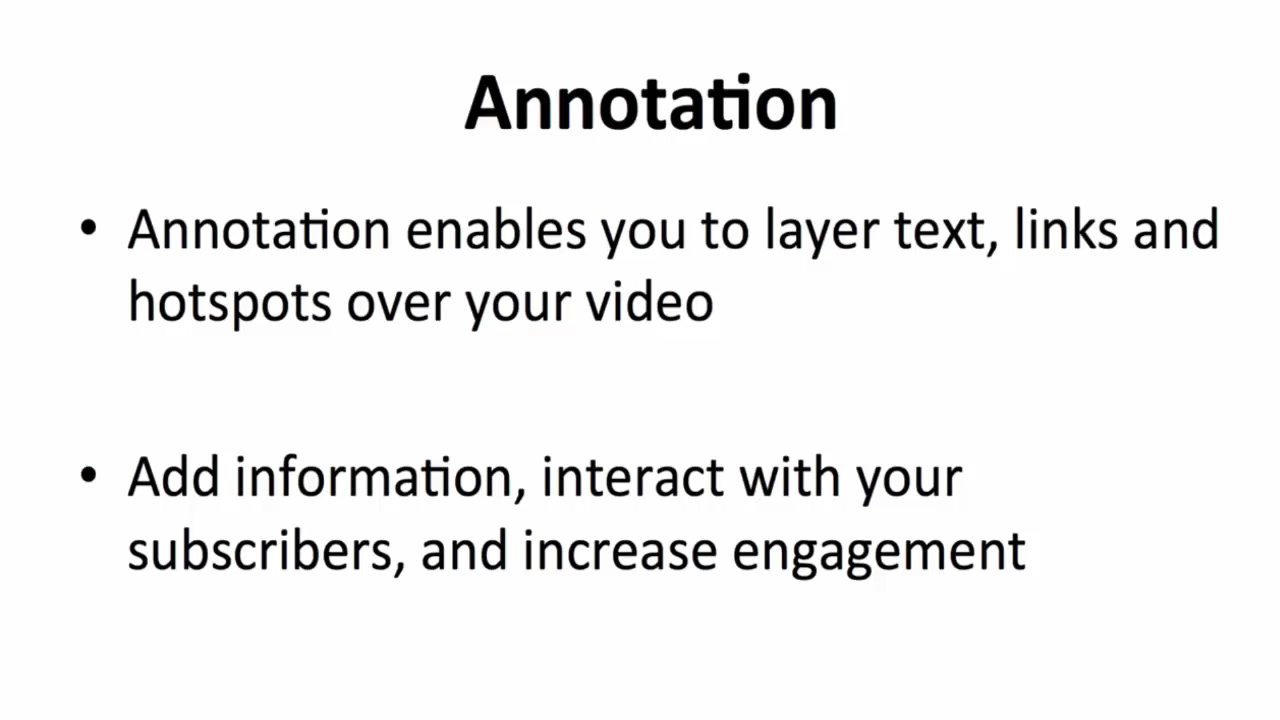 Annotation
• Annotation enables you to layer text, links and
hotspots over your video
• Add information, interact with your
subscribers, and increase engagement